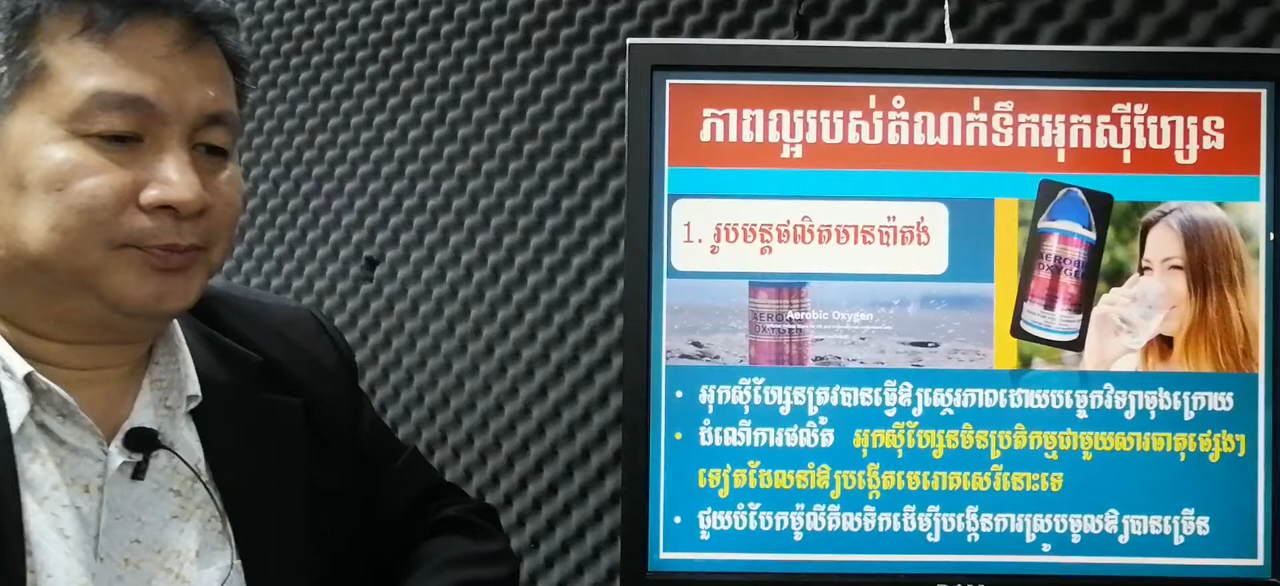 ភាពល្អរបស់តំណក់ទឹកអុកស៊ីហ្សែន
1. រូបមន្តផលិតមានប៉ាតង់
AEROBIC
OXYGEN
AEROBIC
OXYGEN
Aerobic Oxygen
• អុកស៊ីហ្សែនត្រូវបានធ្វើឱ្យស្ថេរភាពដោយបច្ចេកវិទ្យាចុងក្រោយ
• ដំណើការផលិត អុកស៊ីហ្សែនមិនប្រតិកម្មជាមួយសារធាតុផ្សេងៗ
ទៀតដែលនាំឱ្យបង្កើតមេរោគសេរីនោះទេ
• ជួយបំបែកម៉ូលីគីលទឹកដើម្បីបង្កើនការស្រូបចូលឱ្យបានច្រើន